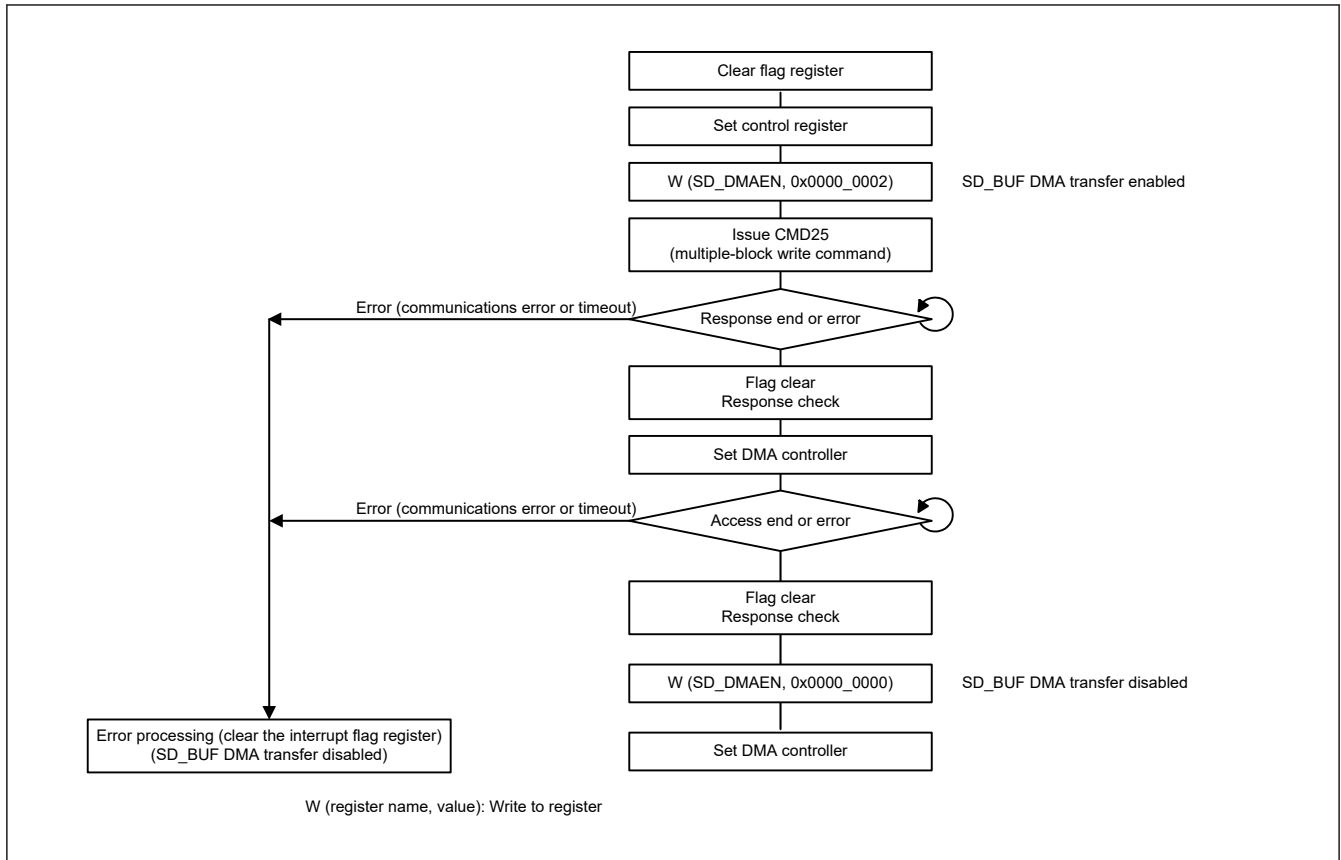 Clear flag register
Set control register
W (SD_DMAEN, 0x0000_0002)
SD_BUF DMA transfer enabled
Issue CMD25
(multiple-block write command)
Error (communications error or timeout)
Response end or error
Flag clear
Response check
Set DMA controller
Error (communications error or timeout)
Access end or error
Flag clear
Response check
W (SD_DMAEN, 0x0000_0000)
SD_BUF DMA transfer disabled
Error processing (clear the interrupt flag register)
(SD_BUF DMA transfer disabled)
Set DMA controller
W (register name, value): Write to register